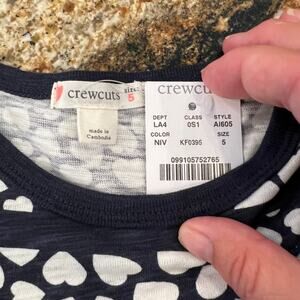 crewcuts
size: 5
made in
Cambodia
crewcuts
DEPT CLASS STYLE
LA4 0S1 AI605
COLOR SIZE
NIV KF0395 5
099105752765